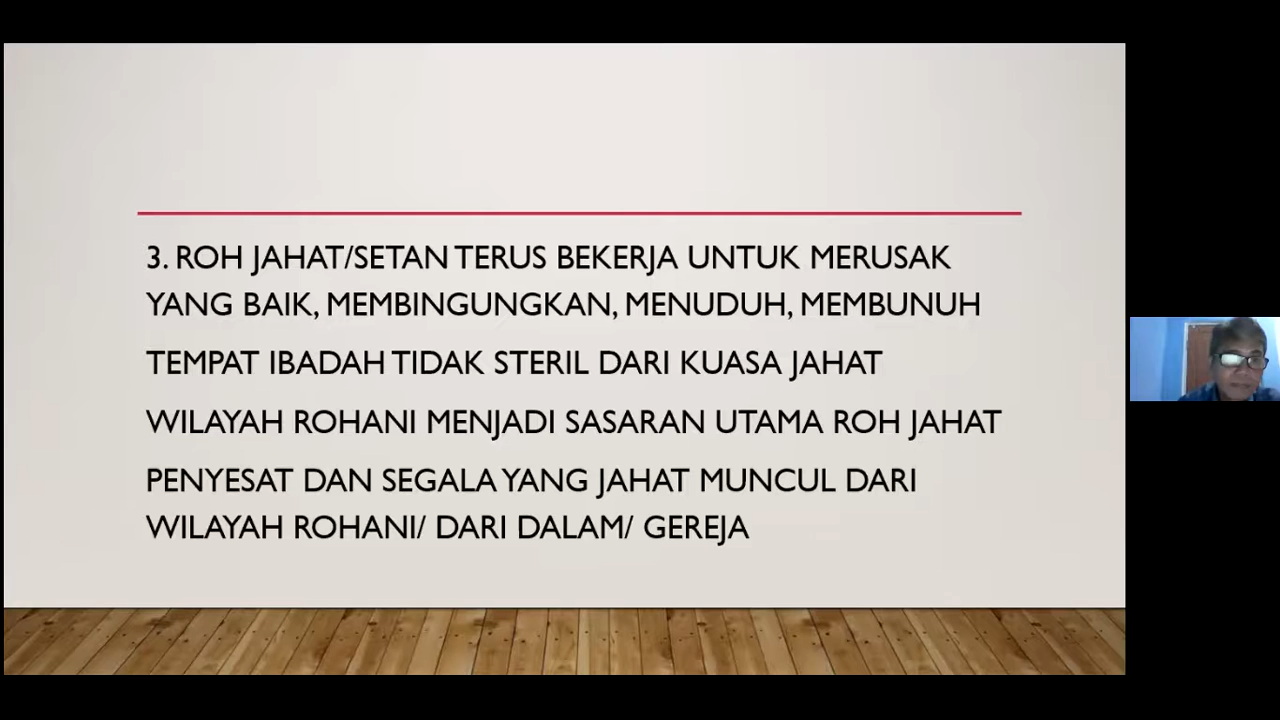 3. ROH JAHAT/SETAN TERUS BEKERJA UNTUK MERUSAK
YANG BAIK, MEMBINGUNGKAN, MENUDUH, MEMBUNUH
TEMPAT IBADAH TIDAK STERIL DARI KUASA JAHAT
WILAYAH ROHANI MENJADI SASARAN UTAMA ROH JAHAT
PENYESAT DAN SEGALA YANG JAHAT MUNCUL DARI
WILAYAH ROHANI/ DARI DALAM/ GEREJA